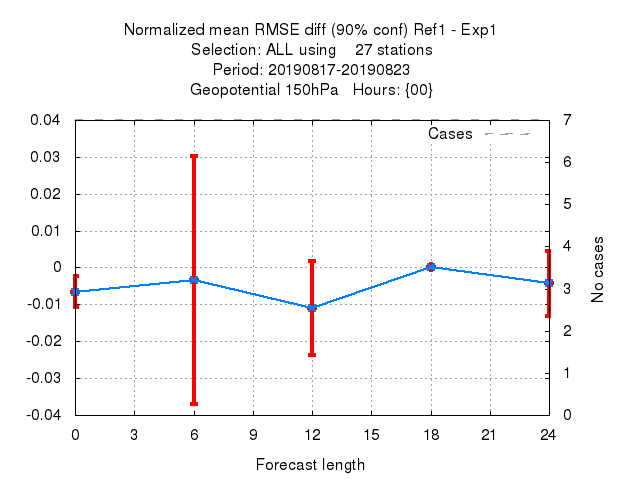 Normalized mean RMSE diff (90% conf) Ref1 - Exp1
Selection: ALL using    27 stations
Period: 20190817-20190823
Geopotential 150hPa   Hours: {00}
Cases
0.04
0.03
0.02
0.01
0
-0.01
-0.02
-0.03
-0.04
7
6
5
4
3
2
1
0
No cases
0 3 6 9 12 15 18 21 24
Forecast length